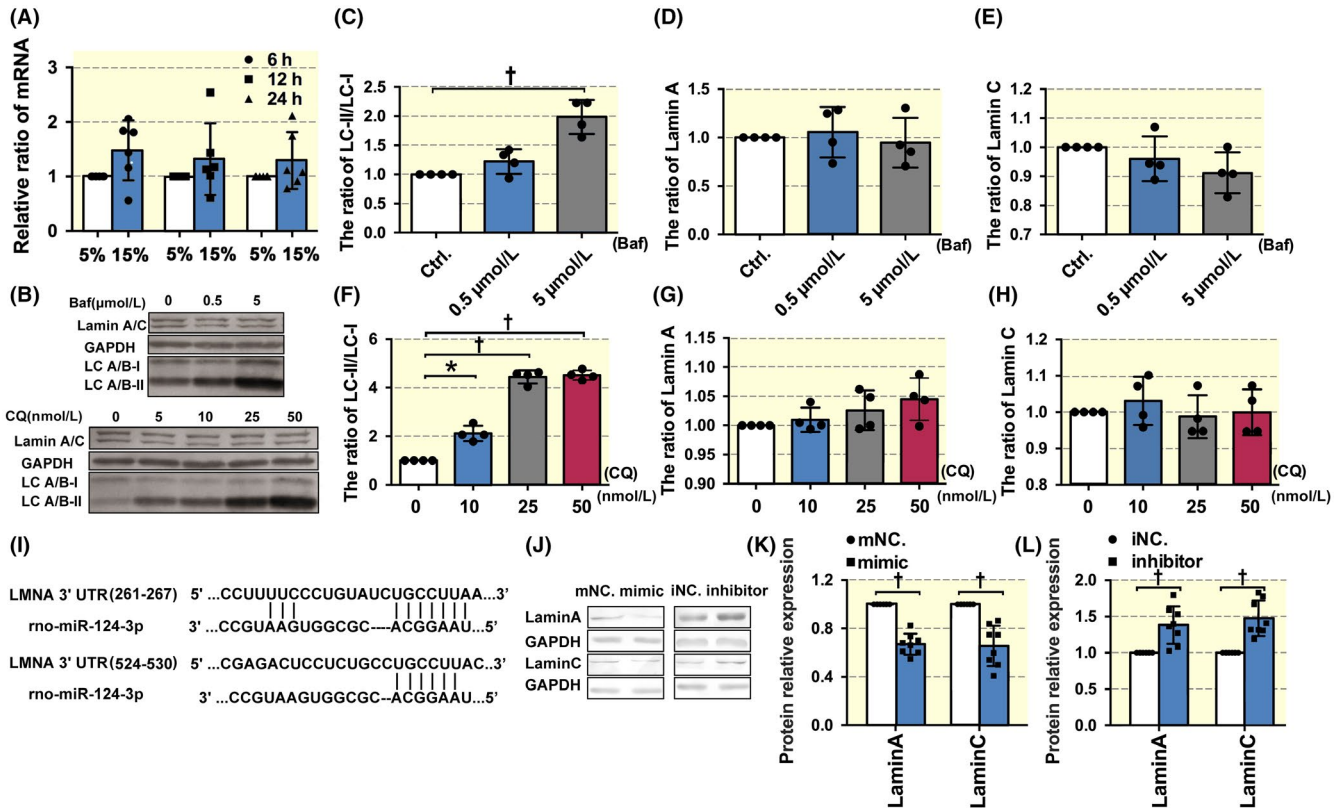 (A)
Relative ratio of mRNA
3
2
1
0
6 h
12 h
24 h
5% 15% 5% 15% 5% 15%
(C)
The ratio of LC-II/LC-I
2.5
2.0
1.5
1.0
0.5
0.0
†
Ctrl.
0.5 μmol/L
5 μmol/L
(Baf)
(D)
The ratio of Lamin A
1.5
1.0
0.5
0.0
Ctrl.
0.5 μmol/L
5 μmol/L
(Baf)
(E)
The ratio of Lamin C
1.2
1.1
1.0
0.9
0.8
0.7
Ctrl.
0.5 μmol/L
5 μmol/L
(Baf)
(B)
Baf(μmol/L) 0 0.5 5
Lamin A/C
GAPDH
LC A/B-I
LC A/B-II
CQ(nmol/L)
0 5 10 25 50
Lamin A/C
GAPDH
LC A/B-I
LC A/B-II
(F)
The ratio of LC-II/LC-I
6
4
2
0
†
†
*
0 10 25 50
(CQ)
(nmol/L)
(G)
The ratio of Lamin A
1.15
1.10
1.05
1.00
0.95
0.90
0 10 25 50
(CQ)
(nmol/L)
(H)
The ratio of Lamin C
1.2
1.1
1.0
0.9
0.8
0 10 25 50
(CQ)
(nmol/L)
(I)
LMNA 3' UTR(261-267) 5' ...CCUUUUCCCUGUAUCUGCCUUAA...3'
rno-miR-124-3p 3' ...CCGUAAGUGGCGC----ACGGAAU...5'
LMNA 3' UTR(524-530) 5' ...CGAGACUCCUCUGCCUGCCUUAC...3'
rno-miR-124-3p 3' ...CCGUAAGUGGCGC---ACGGAAU...5'
(J)
mNC. mimic iNC. inhibitor
LaminA
GAPDH
LaminC
GAPDH
(K)
mNC.
mimic
Protein relative expression
1.2
0.9
0.6
0.3
0.0
† †
LaminA
LaminC
(L)
iNC.
inhibitor
Protein relative expression
2.0
1.5
1.0
0.5
0.0
† †
LaminA
LaminC